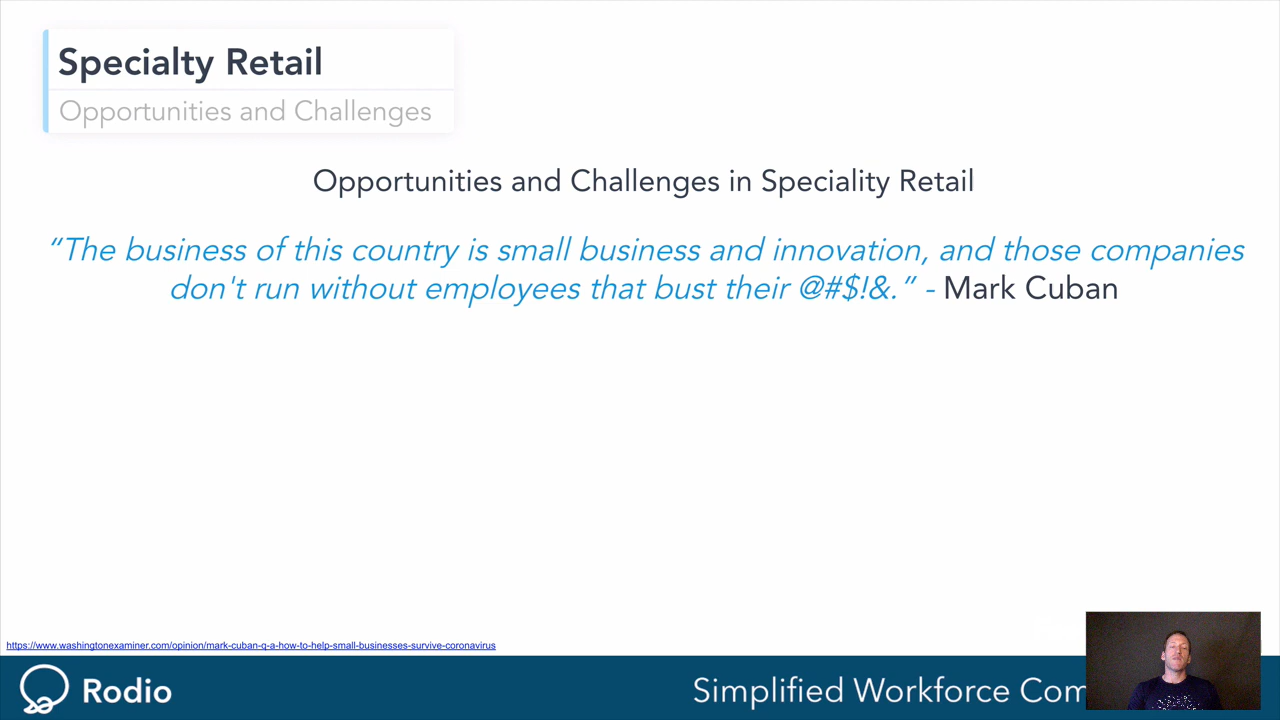 Specialty Retail
Opportunities and Challenges
Opportunities and Challenges in Speciality Retail
“The business of this country is small business and innovation, and those companies
don't run without employees that bust their @#$!&.” - Mark Cuban
https://www.washingtonexaminer.com/opinion/mark-cuban-q-a-how-to-help-small-businesses-survive-coronavirus
Rodio
Simplified Workforce